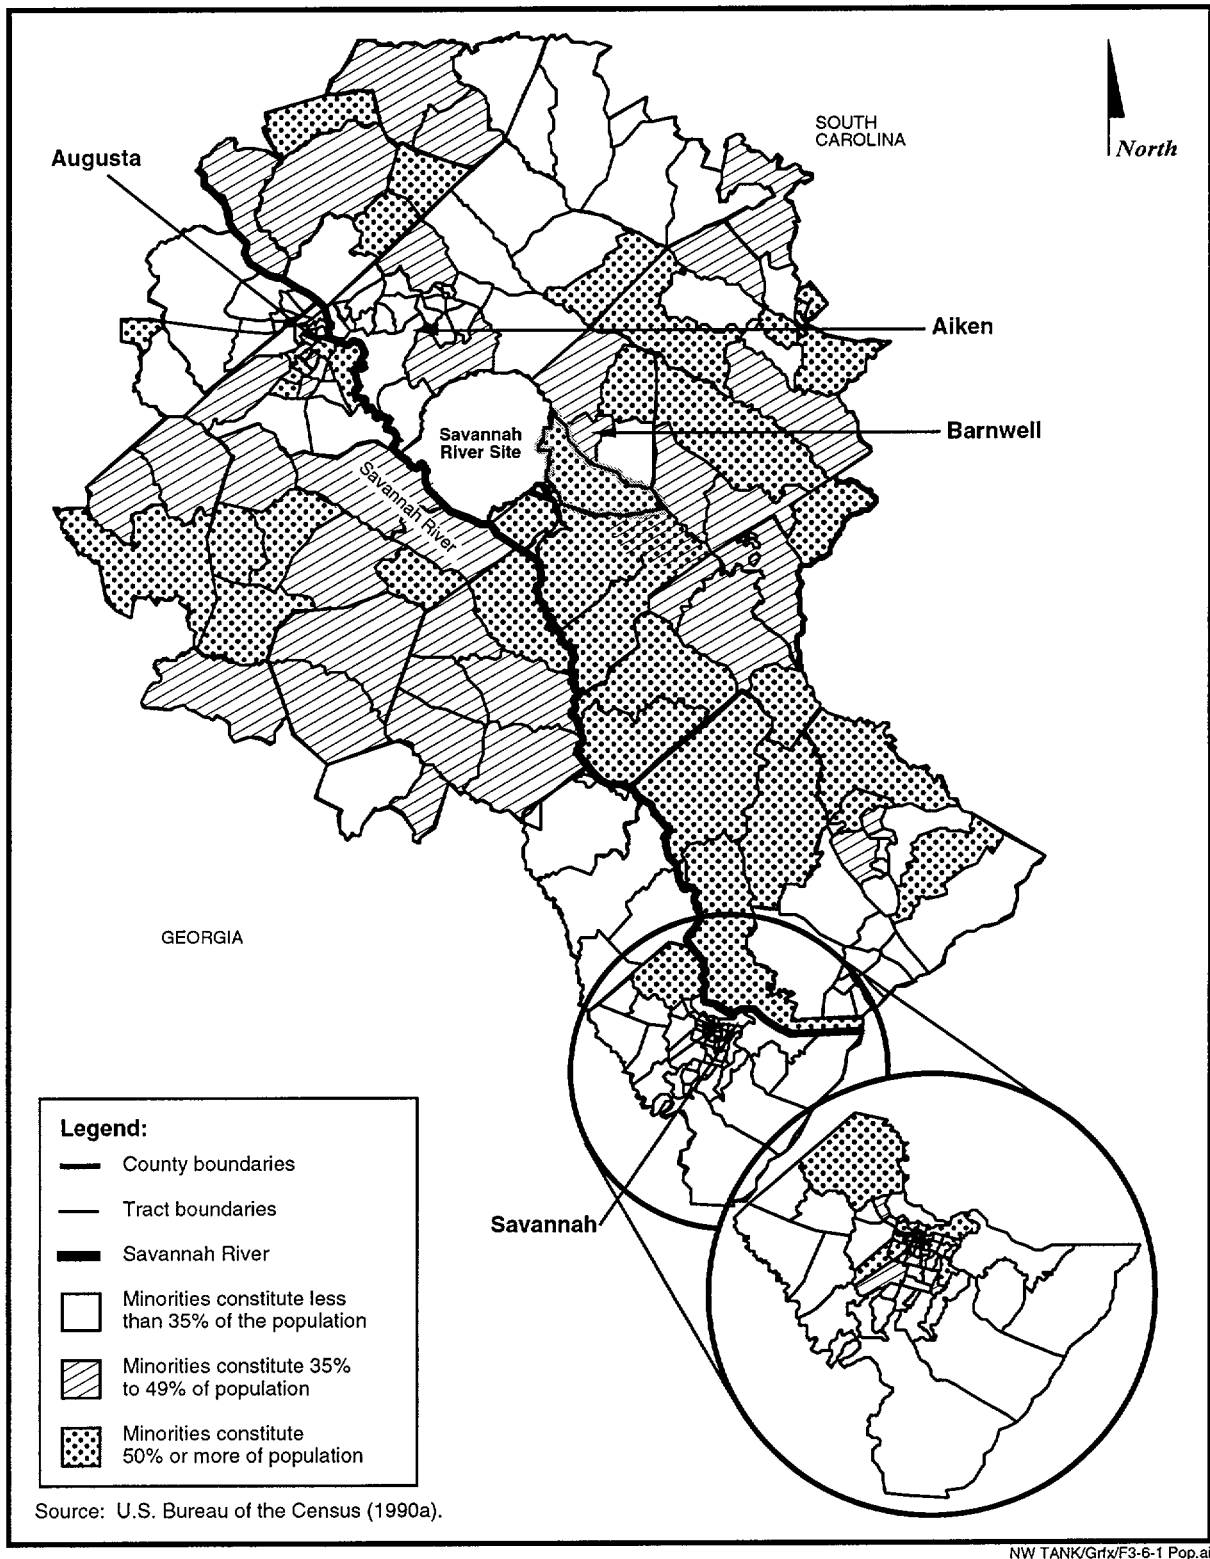 SOUTH
CAROLINA
North
Augusta
Aiken
Barnwell
Savannah
River Site
Savannah River
GEORGIA
Savannah
Legend:
County boundaries
Tract boundaries
Savannah River
Minorities constitute less
than 35% of the population
Minorities constitute 35%
to 49% of population
Minorities constitute
50% or more of population
Source: U.S. Bureau of the Census (1990a).
NW TANK/Grfx/F3-6-1 Pop.ai